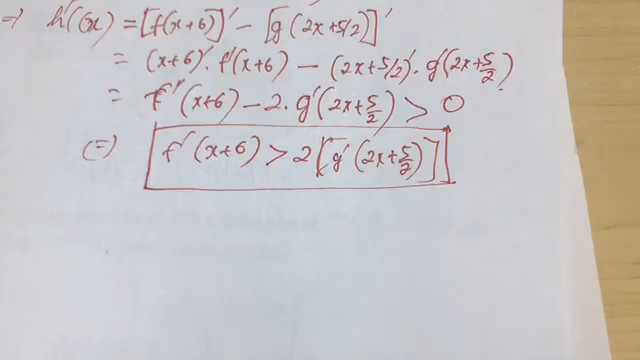 => h'(x) = [f(x+6)]' - [g(2x+5/2)]'
= (x+6)'. f'(x+6) - (2x+5/2)'. g'(2x+5/2)
= f'(x+6) - 2. g'(2x+5/2) > 0
(=) f'(x+6) > 2 [g'(2x+5/2)]